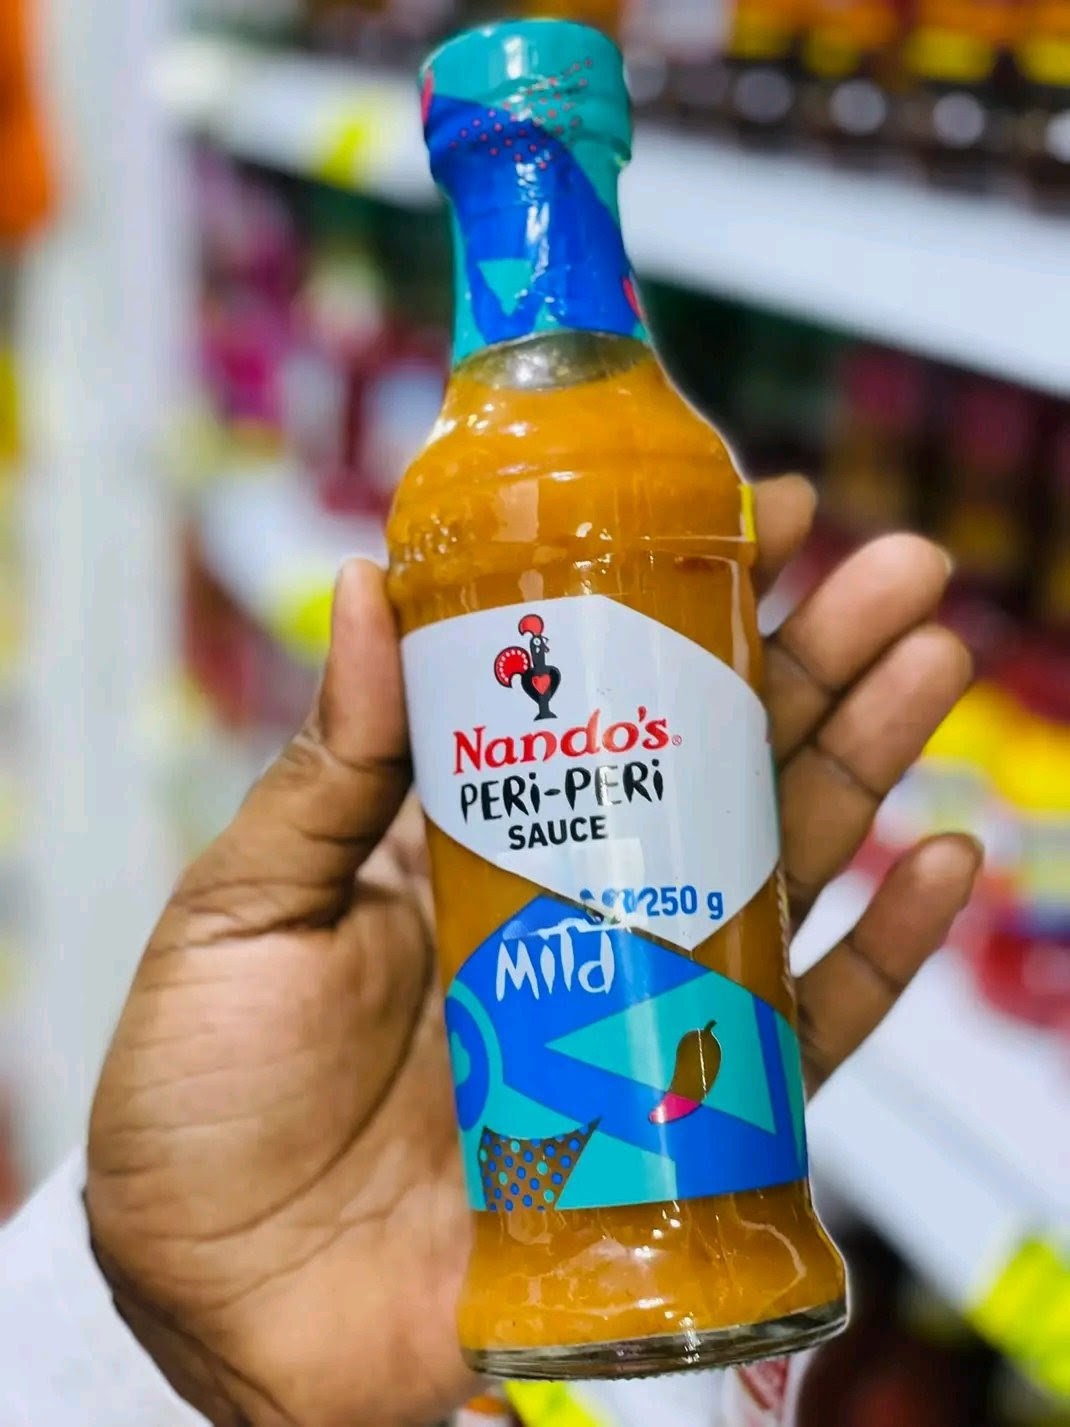 Nando's®
PERi-PERi
SAUCE
250 g
Mild